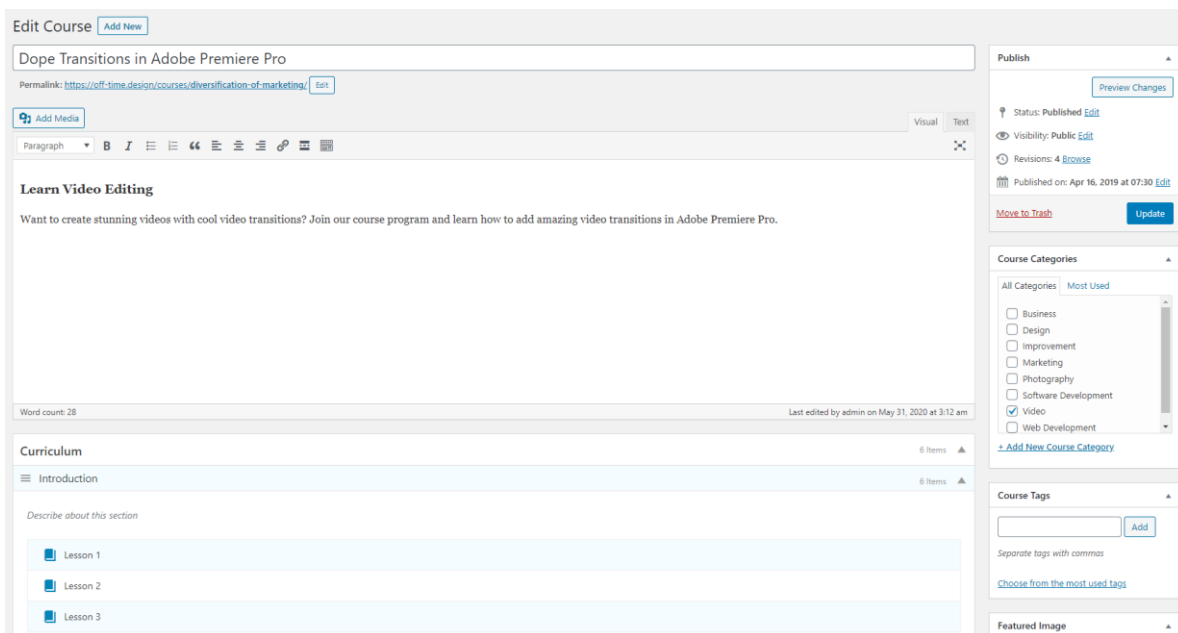 Edit Course Add New
Dope Transitions in Adobe Premiere Pro
Permalink: https://off-time.design/courses/diversification-of-marketing/ Edit
Add Media
Visual Text
Paragraph
Learn Video Editing
Want to create stunning videos with cool video transitions? Join our course program and learn how to add amazing video transitions in Adobe Premiere Pro.
Word count: 28 Last edited by admin on May 31, 2020 at 3:12 am
Curriculum 6 Items
Introduction 6 Items
Describe about this section
Lesson 1
Lesson 2
Lesson 3
Publish
Preview Changes
Status: Published Edit
Visibility: Public Edit
Revisions: 4 Browse
Published on: Apr 16, 2019 at 07:30 Edit
Move to Trash Update
Course Categories
All Categories Most Used
Business
Design
Improvement
Marketing
Photography
Software Development
Video
Web Development
+ Add New Course Category
Course Tags
Add
Separate tags with commas
Choose from the most used tags
Featured Image